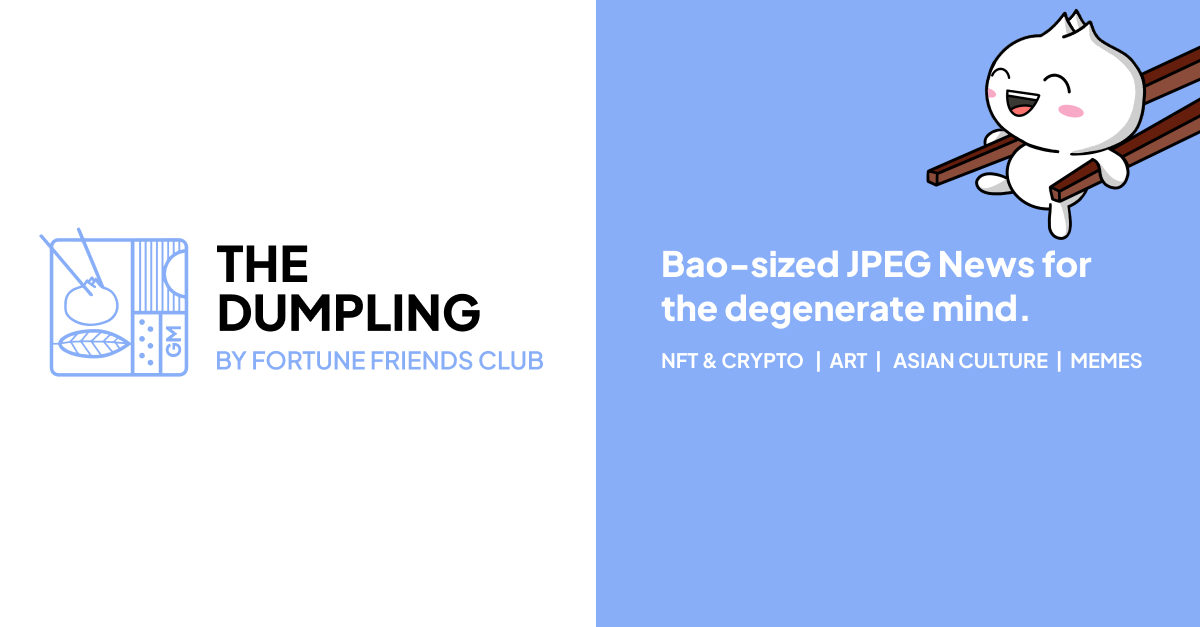 THE
DUMPLING
BY FORTUNE FRIENDS CLUB
GM
Bao-sized JPEG News for
the degenerate mind.
NFT & CRYPTO | ART | ASIAN CULTURE | MEMES